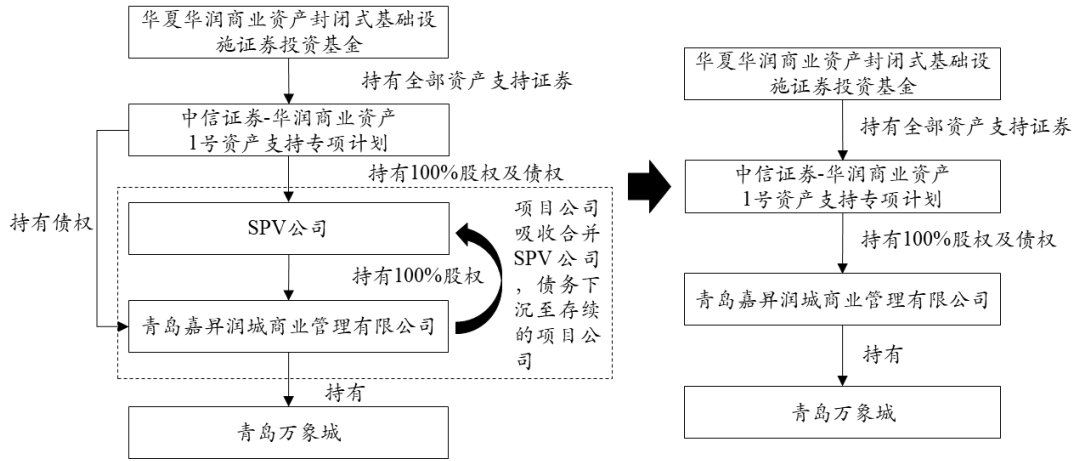 华夏华润商业资产封闭式基础设
施证券投资基金
持有全部资产支持证券
中信证券-华润商业资产
1号资产支持专项计划
持有100%股权及债权
持有债权
SPV公司
持有100%股权
青岛嘉昇润城商业管理有限公司
项目公司
吸收合并
SPV公司
，债务下
沉至存续
的项目公
司
持有
青岛万象城
华夏华润商业资产封闭式基础设
施证券投资基金
持有全部资产支持证券
中信证券-华润商业资产
1号资产支持专项计划
持有100%股权及债权
青岛嘉昇润城商业管理有限公司
持有
青岛万象城